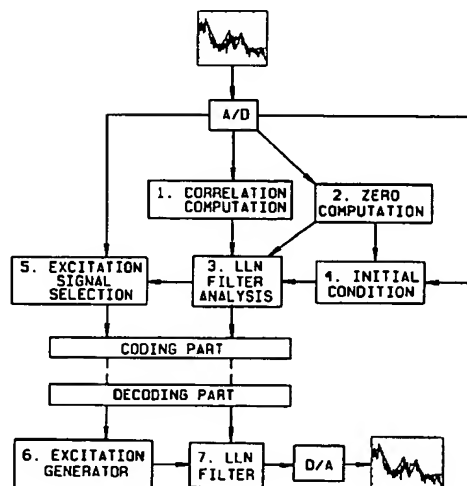 A/D
1. CORRELATION
COMPUTATION
2. ZERO
COMPUTATION
5. EXCITATION
SIGNAL
SELECTION
3. LLN
FILTER
ANALYSIS
4. INITIAL
CONDITION
CODING PART
DECODING PART
6. EXCITATION
GENERATOR
7. LLN
FILTER
D/A